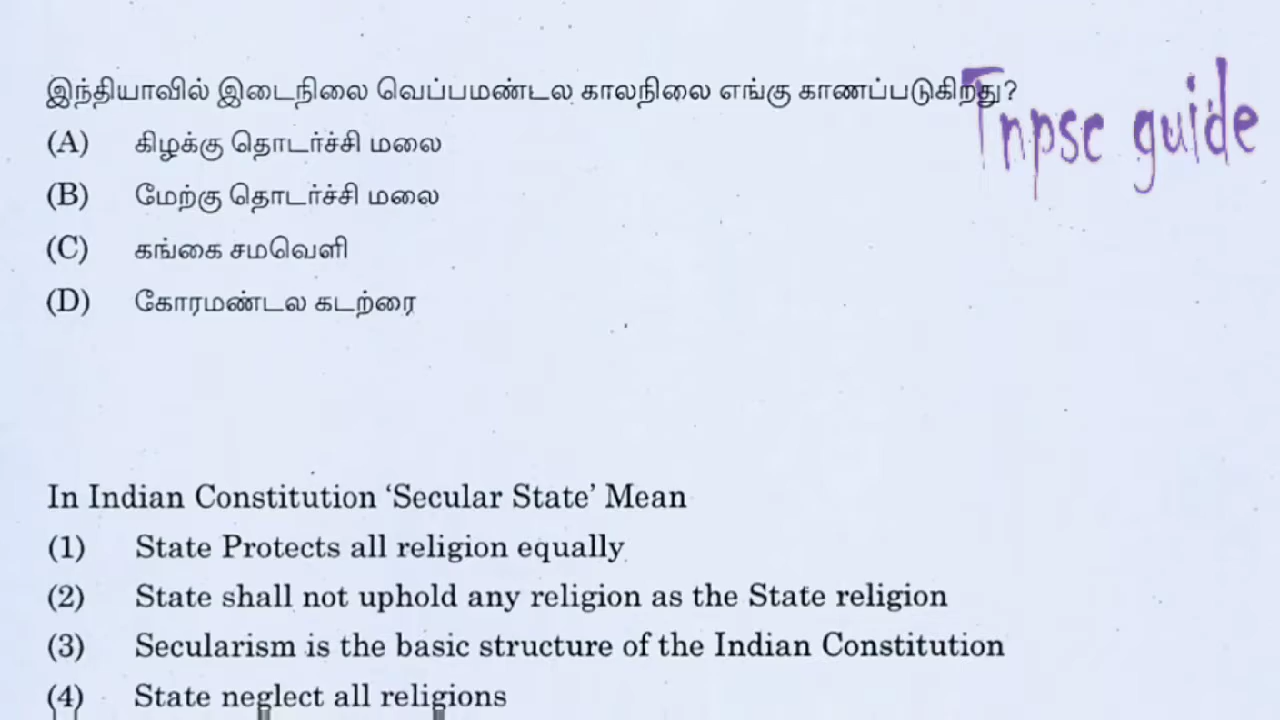 இந்தியாவில் இடைநிலை வெப்பமண்டல காலநிலை எங்கு காணப்படுகிறது?
Tnpsc guide
(A) கிழக்கு தொடர்ச்சி மலை
(B) மேற்கு தொடர்ச்சி மலை
(C) கங்கை சமவெளி
(D) கோரமண்டல கடற்ரை
In Indian Constitution ‘Secular State’ Mean
(1) State Protects all religion equally
(2) State shall not uphold any religion as the State religion
(3) Secularism is the basic structure of the Indian Constitution
(4) State neglect all religions